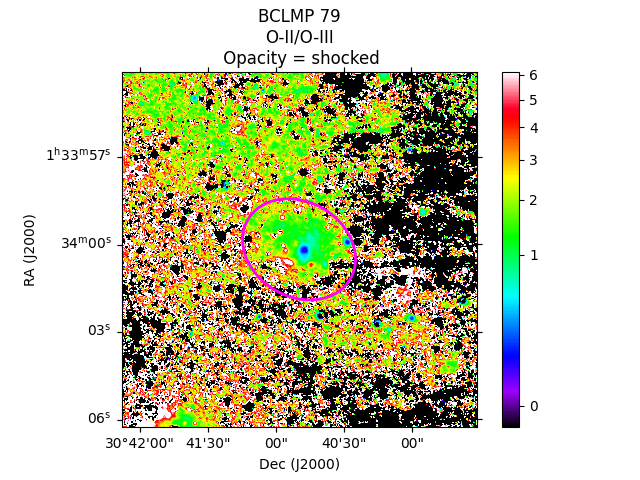 BCLMP 79
O-II/O-III
Opacity = shocked
RA (J2000)
1h33m57s
34m00s
03s
06s
30°42'00"
41'30"
00"
40'30"
00"
Dec (J2000)
6
5
4
3
2
1
0